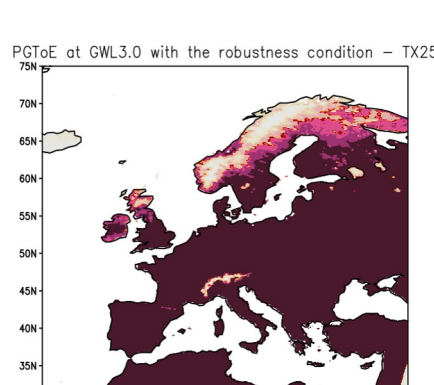 PGToE at GWL3.0 with the robustness condition – TX25
75N
70N
65N
60N
55N
50N
45N
40N
35N